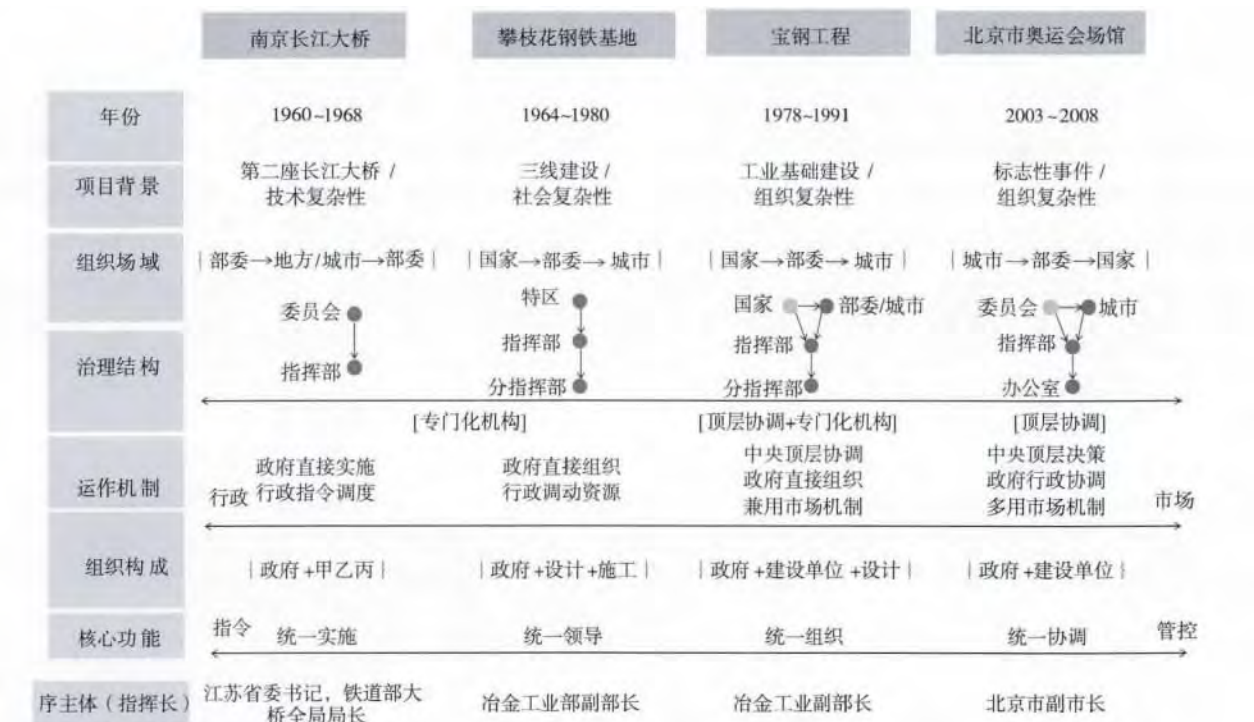 南京长江大桥 攀枝花钢铁基地 宝钢工程 北京市奥运会场馆
年份 1960~1968 1964~1980 1978~1991 2003~2008
项目背景 第二座长江大桥 / 三线建设 / 工业基础建设 / 标志性事件 /
技术复杂性 社会复杂性 组织复杂性 组织复杂性
组织场域 | 部委→地方/城市→部委 | | 国家→部委→城市 | | 国家→部委→城市 | | 城市→部委→国家 |
委员会 特区 国家 部委/城市 委员会 城市
治理结构 指挥部 指挥部 指挥部 指挥部
分指挥部 分指挥部 办公室
[专门化机构] [顶层协调+专门化机构] [顶层协调]
运作机制 政府直接实施 政府直接组织 中央顶层协调 中央顶层决策
行政 行政指令调度 行政调动资源 政府直接组织 政府行政协调 市场
兼用市场机制 多用市场机制
组织构成 | 政府+甲乙丙 | | 政府+设计+施工 | | 政府+建设单位+设计 | | 政府+建设单位 |
核心功能 指令 统一实施 统一领导 统一组织 统一协调 管控
序主体（指挥长） 江苏省委书记，铁道部大 冶金工业部副部长 冶金工业副部长 北京市副市长
桥全局局长